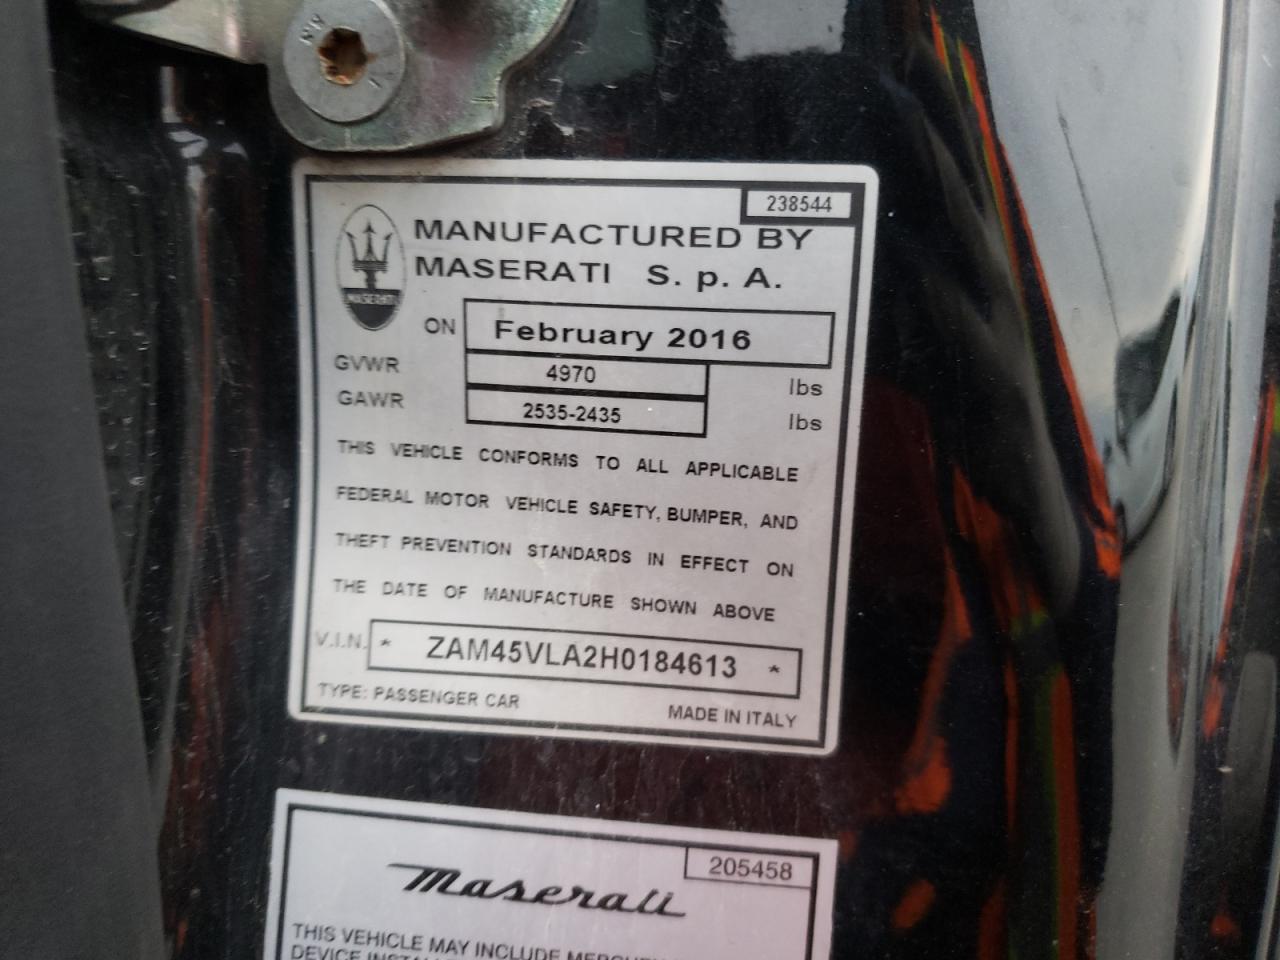 238544
MANUFACTURED BY
MASERATI S. p. A.
MASERATI
ON February 2016
GVWR 4970 lbs
GAWR 2535-2435 lbs
THIS VEHICLE CONFORMS TO ALL APPLICABLE
FEDERAL MOTOR VEHICLE SAFETY, BUMPER, AND
THEFT PREVENTION STANDARDS IN EFFECT ON
THE DATE OF MANUFACTURE SHOWN ABOVE
V.I.N. * ZAM45VLA2H0184613 *
TYPE: PASSENGER CAR MADE IN ITALY
205458
Maserati
THIS VEHICLE MAY INCLUDE
DEVICE